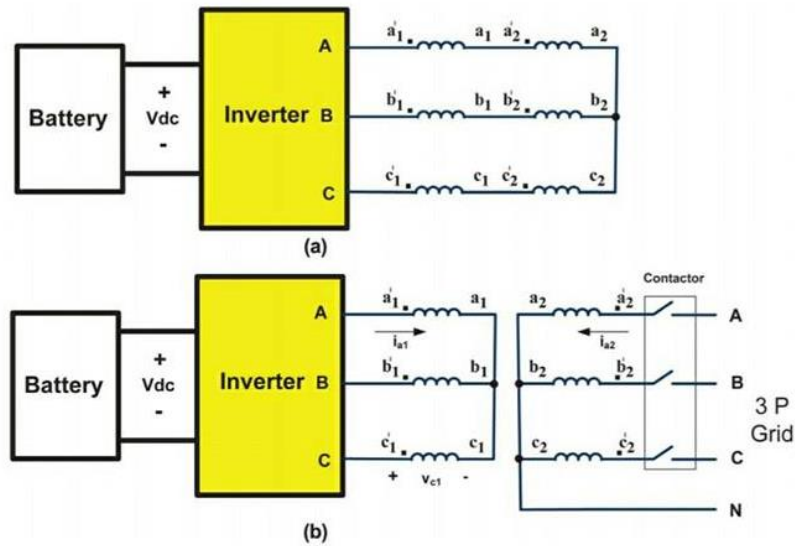 a'1 a1 a'2 a2
A
+
b'1 b1 b'2 b2
Battery Vdc Inverter B
-
c'1 c1 c'2 c2
C
(a)
Contactor
a'1 a1 a2 a'2
A A
ia1 ia2
+
b'1 b1 b2 b'2
Battery Vdc Inverter B B
-
3 P
Grid
c'1 c1 c2 c'2
C C
+ vc1 -
N
(b)